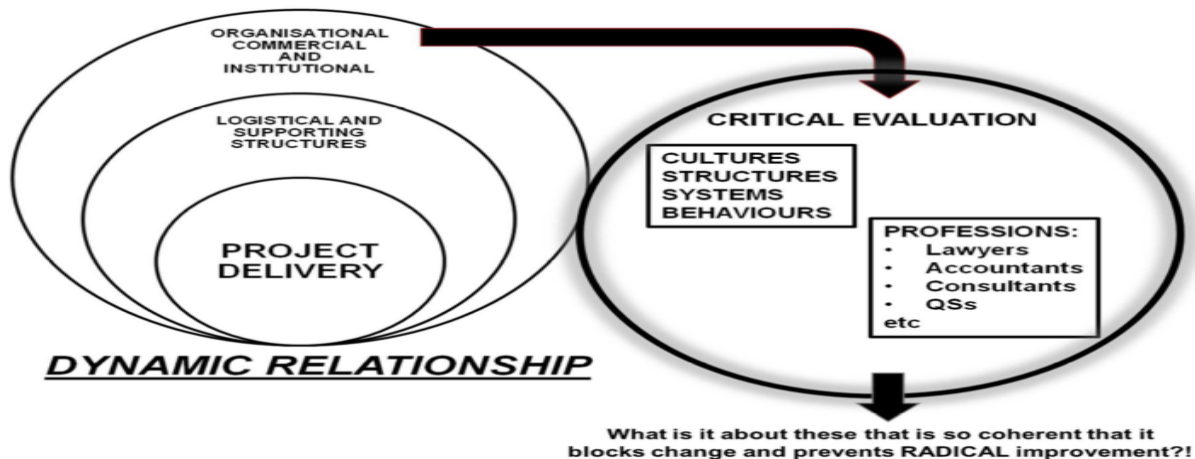 ORGANISATIONAL
COMMERCIAL
AND
INSTITUTIONAL
LOGISTICAL AND
SUPPORTING
STRUCTURES
PROJECT
DELIVERY
DYNAMIC RELATIONSHIP
CRITICAL EVALUATION
CULTURES
STRUCTURES
SYSTEMS
BEHAVIOURS
PROFESSIONS:
• Lawyers
• Accountants
• Consultants
• QSs
etc
What is it about these that is so coherent that it
blocks change and prevents RADICAL improvement?!